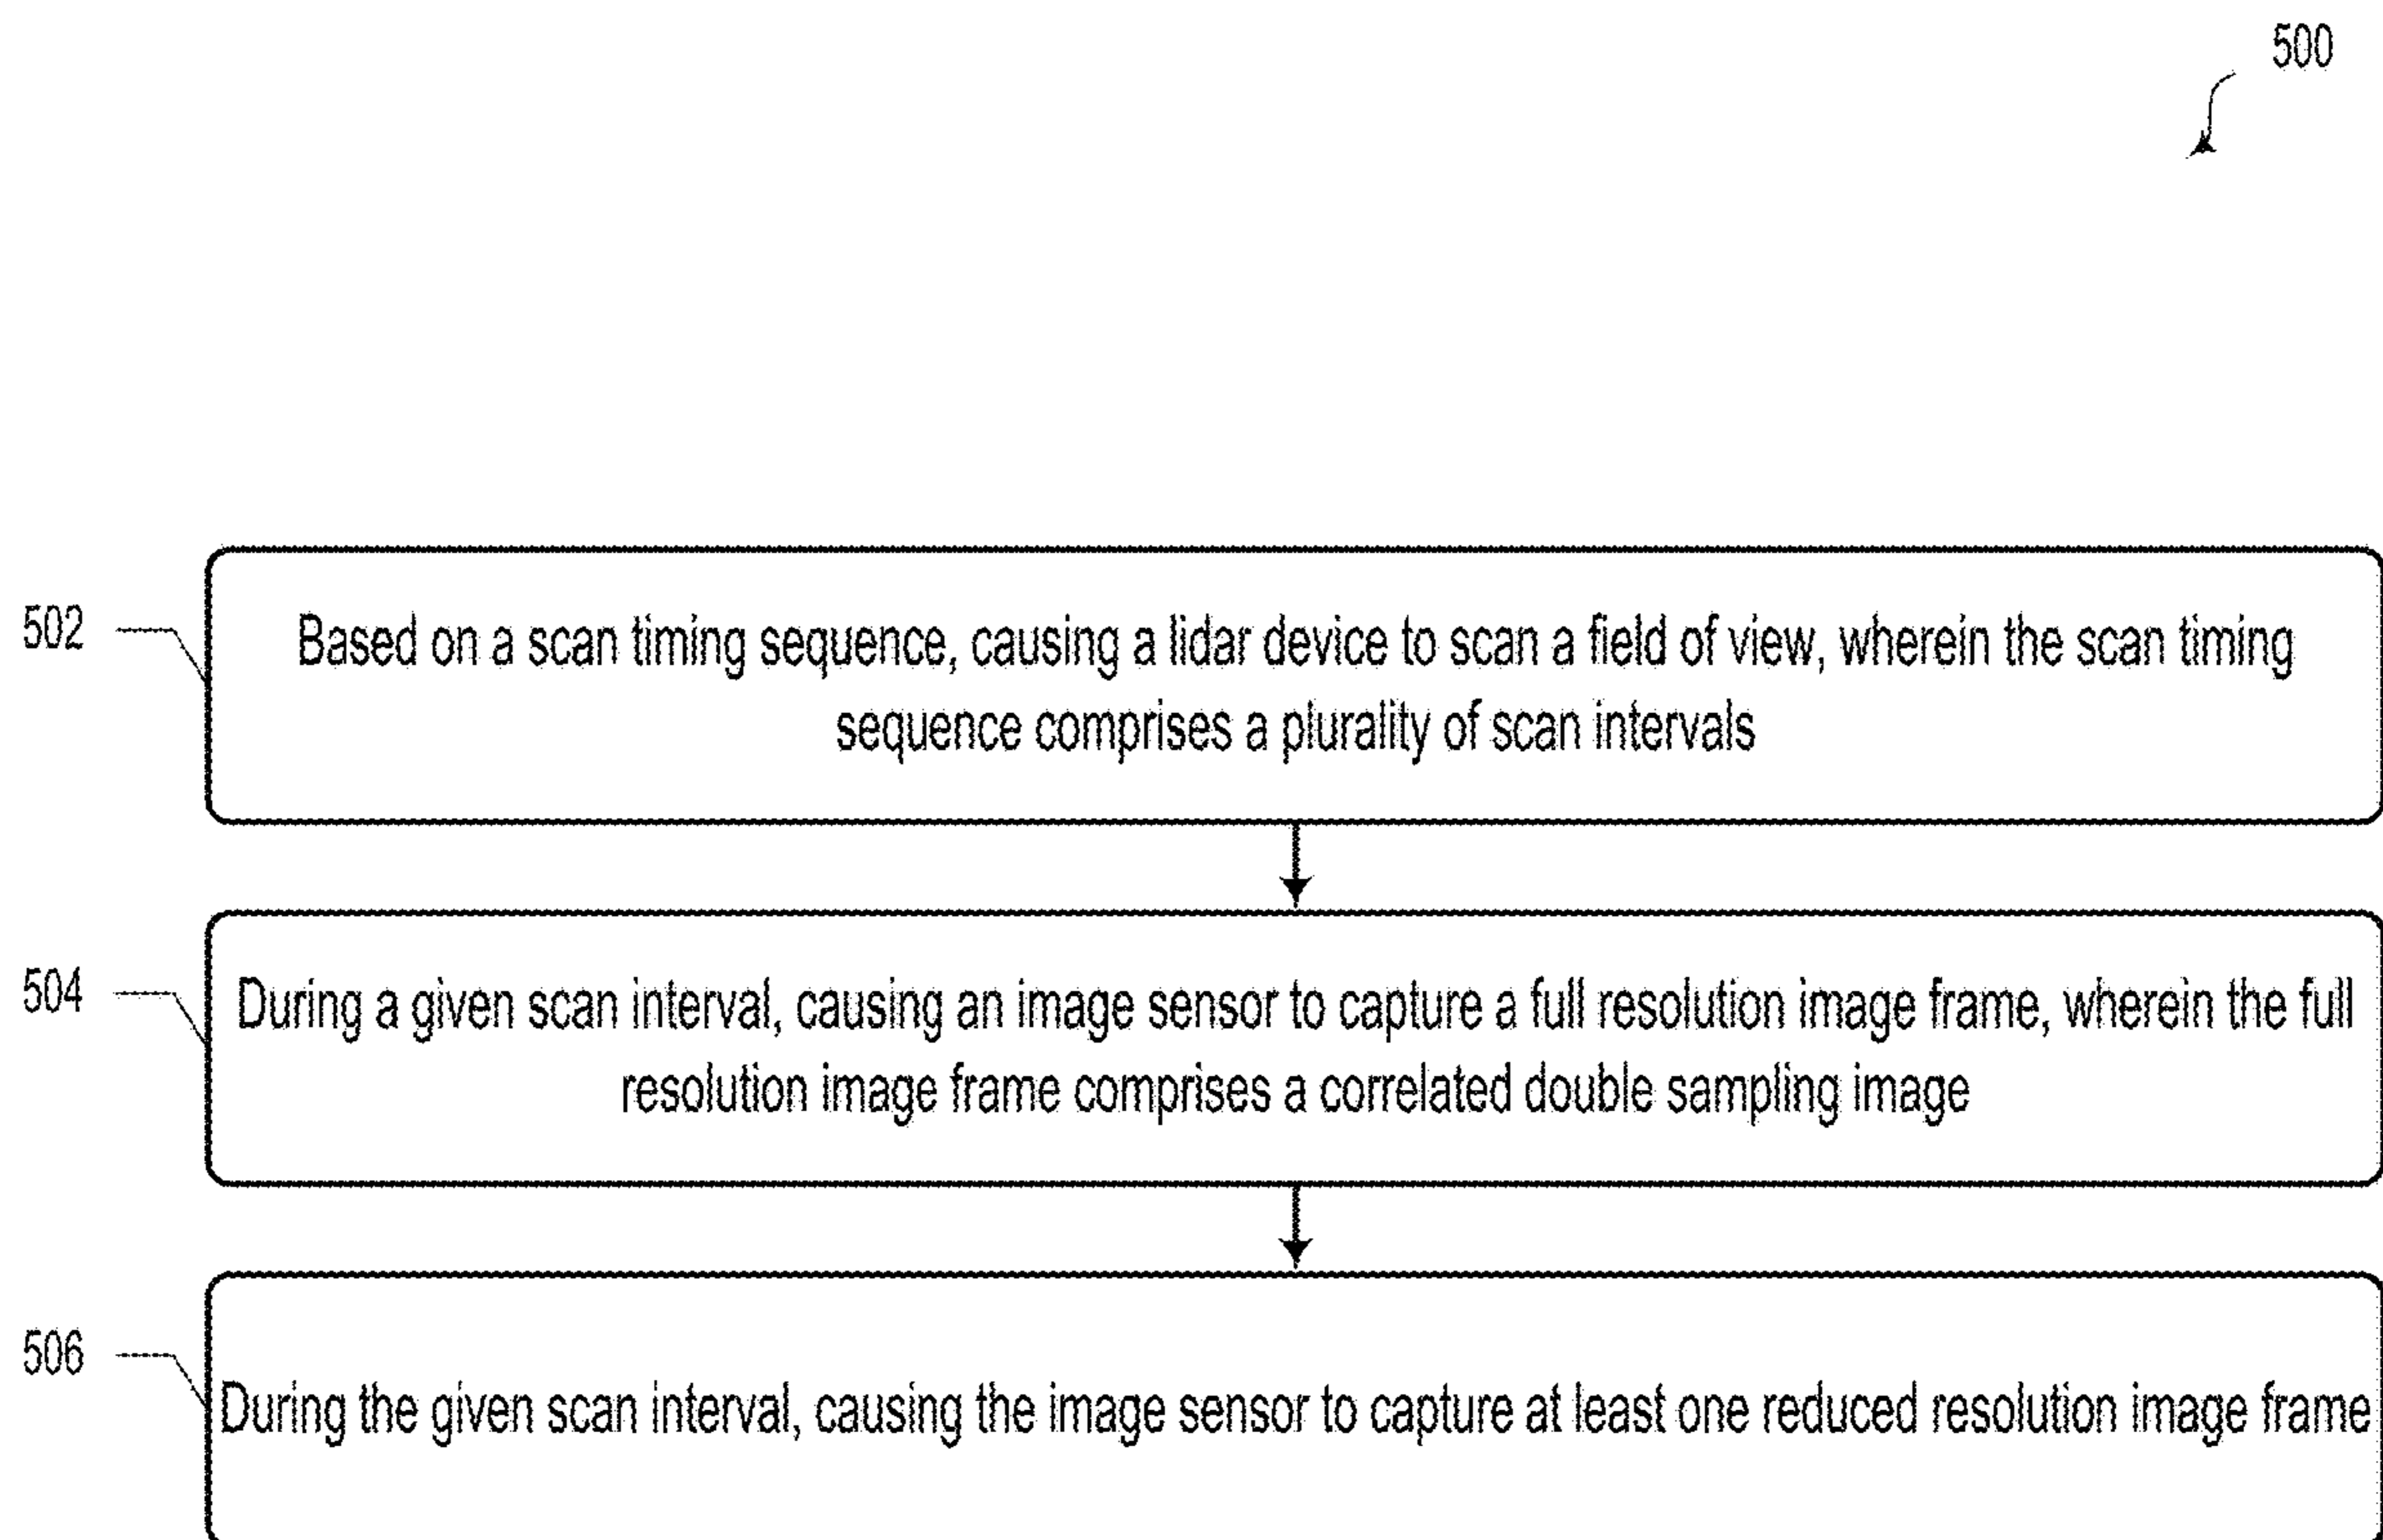 500
502
Based on a scan timing sequence, causing a lidar device to scan a field of view, wherein the scan timing
sequence comprises a plurality of scan intervals
504
During a given scan interval, causing an image sensor to capture a full resolution image frame, wherein the full
resolution image frame comprises a correlated double sampling image
506
During the given scan interval, causing the image sensor to capture at least one reduced resolution image frame